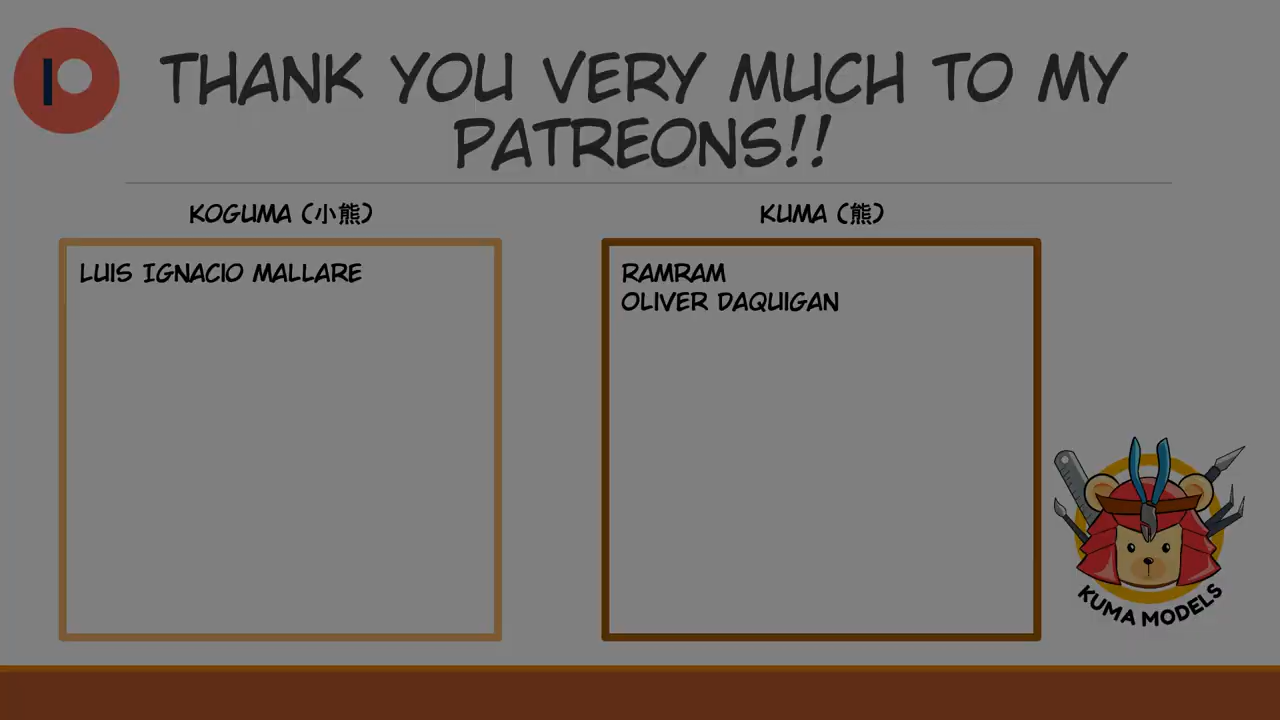 THANK YOU VERY MUCH TO MY
PATREONS!!
KOGUMA (小熊)
LUIS IGNACIO MALLARE
KUMA (熊)
RAMRAM
OLIVER DAQUIGAN
KUMA MODELS